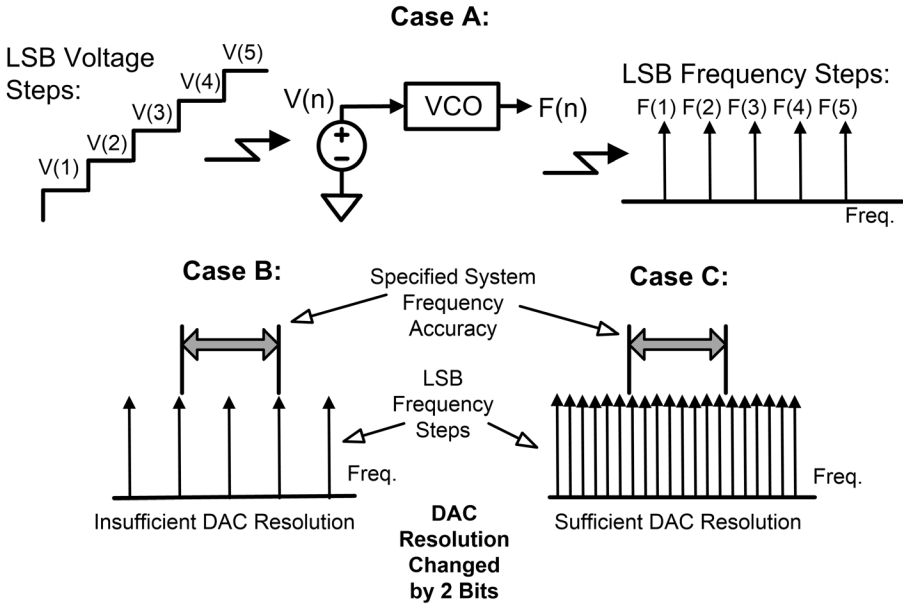 Case A:
LSB Voltage
Steps:
V(1)
V(2)
V(3)
V(4)
V(5)
V(n)
+
−
VCO
F(n)
LSB Frequency Steps:
F(1) F(2) F(3) F(4) F(5)
Freq.
Case B:
Specified System
Frequency
Accuracy
Case C:
LSB
Frequency
Steps
Freq.
Freq.
Insufficient DAC Resolution
DAC
Resolution
Changed
by 2 Bits
Sufficient DAC Resolution